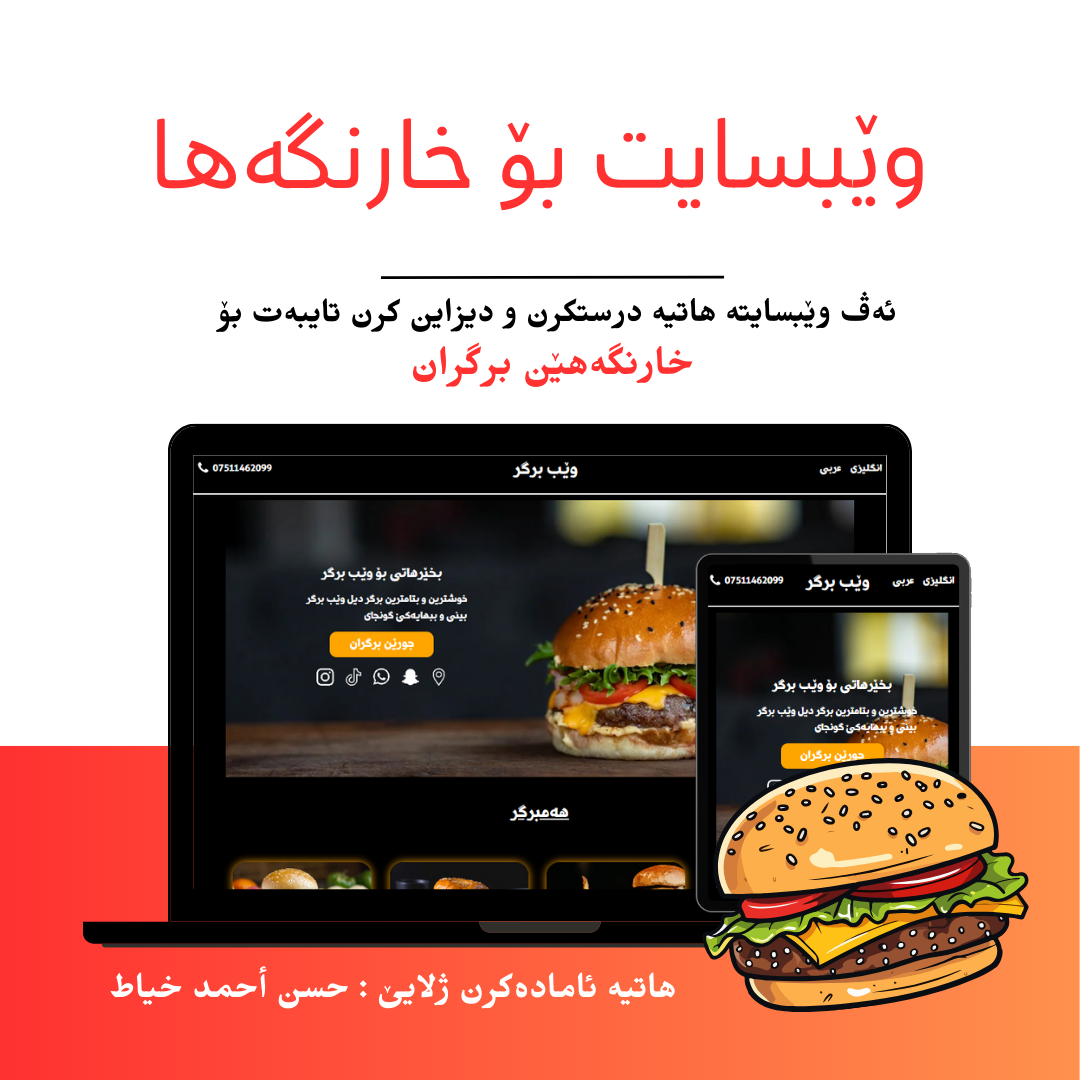 وێبسایت بۆ خارنگەها
ئەڤ وێبسایتە هاتیە درستکرن و دیزاین کرن تایبەت بۆ
خارنگەهێن برگران
انگلیزی عربی
وێب برگر
07511462099
بخێرهاتی بۆ وێب برگر
خوشترین و بتامترین برگر دیل وێب برگر
بینی و ببهایەکێ گونجای
جورێن برگران
هەمبرگر
انگلیزی عربی
وێب برگر
07511462099
بخێرهاتی بۆ وێب برگر
خوشترین و بتامترین برگر دیل وێب برگر
بینی و ببهایەکێ گونجای
جورێن برگران
هاتیە ئامادەکرن ژلایێ : حسن أحمد خیاط